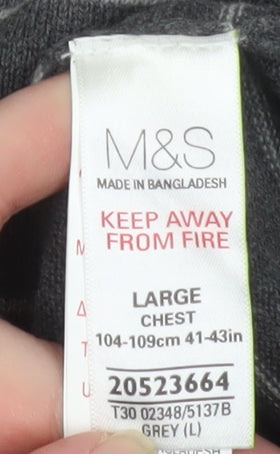 M&S
MADE IN BANGLADESH
KEEP AWAY
FROM FIRE
LARGE
CHEST
104-109cm 41-43in
20523664
T30 02348/5137B
GREY (L)